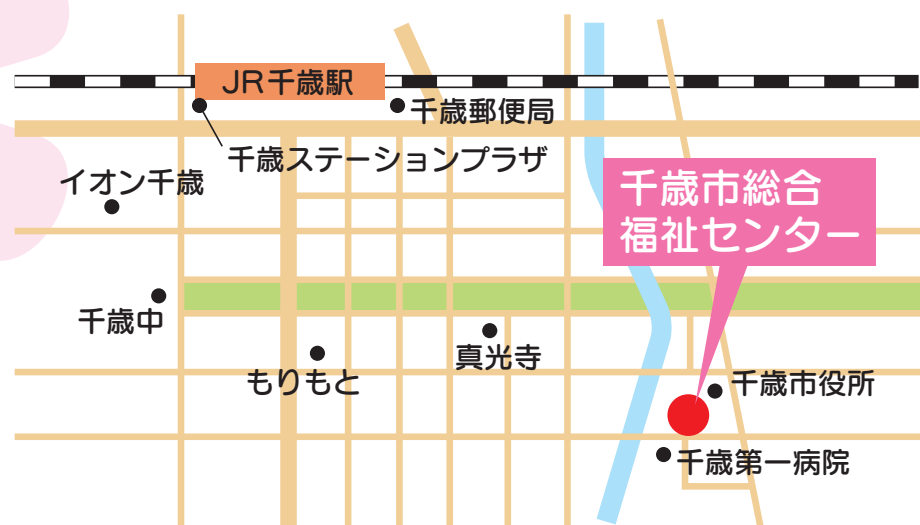 JR千歳駅
千歳郵便局
千歳ステーションプラザ
イオン千歳
千歳市総合
福祉センター
千歳中
真光寺
もりもと
千歳市役所
千歳第一病院